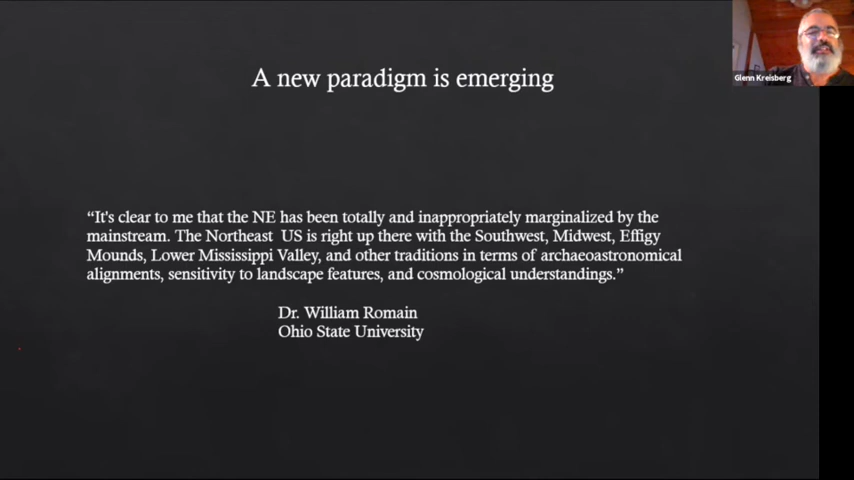 A new paradigm is emerging
Glenn Kreisberg
“It's clear to me that the NE has been totally and inappropriately marginalized by the
mainstream. The Northeast US is right up there with the Southwest, Midwest, Effigy
Mounds, Lower Mississippi Valley, and other traditions in terms of archaeoastronomical
alignments, sensitivity to landscape features, and cosmological understandings.”
Dr. William Romain
Ohio State University